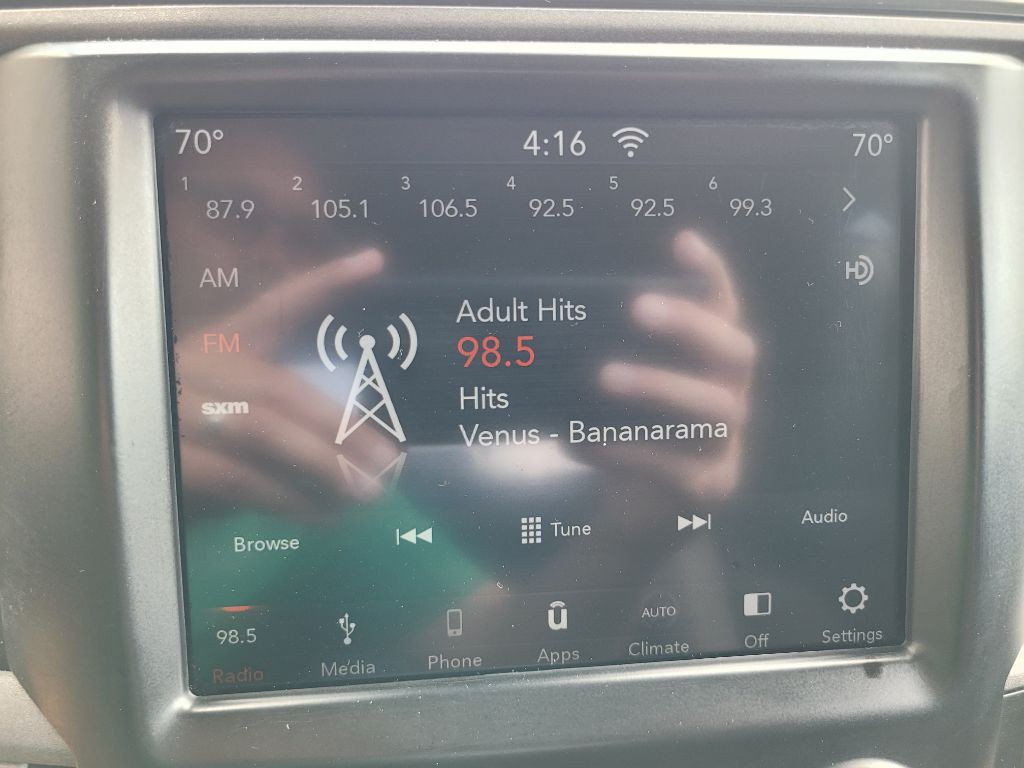 70° 4:16 70°
1 2 3 4 5 6
87.9 105.1 106.5 92.5 92.5 99.3
AM
HD
Adult Hits
FM
98.5
Hits
sxm
Venus - Bananarama
Browse Tune Audio
98.5 AUTO
Radio Media Phone Apps Climate Off Settings